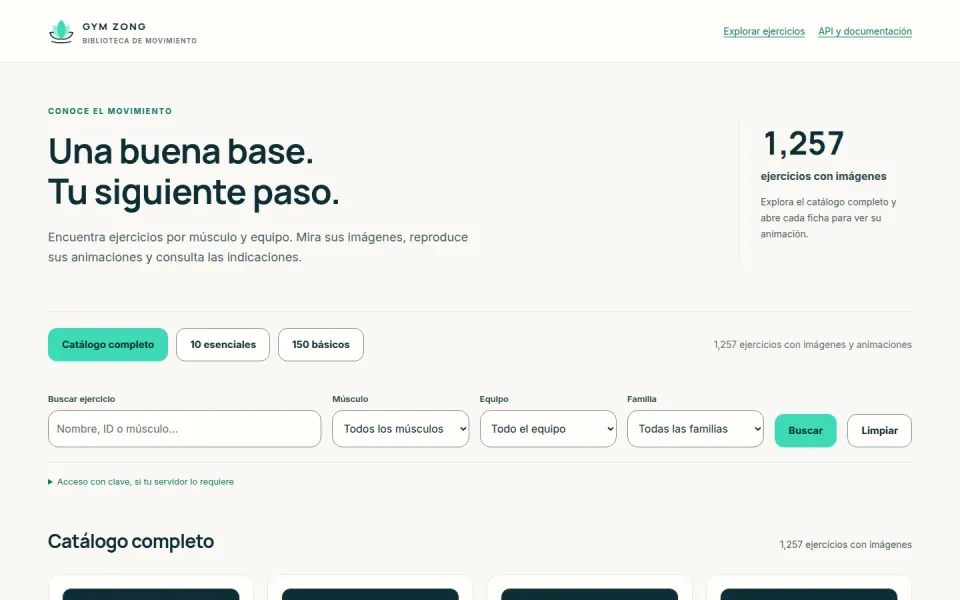 GYM ZONG
BIBLIOTECA DE MOVIMIENTO
Explorar ejercicios
API y documentación
CONOCE EL MOVIMIENTO
Una buena base.
Tu siguiente paso.
Encuentra ejercicios por músculo y equipo. Mira sus imágenes, reproduce
sus animaciones y consulta las indicaciones.
1,257
ejercicios con imágenes
Explora el catálogo completo y
abre cada ficha para ver su
animación.
Catálogo completo
10 esenciales
150 básicos
1,257 ejercicios con imágenes y animaciones
Buscar ejercicio
Músculo
Equipo
Familia
Nombre, ID o músculo...
Todos los músculos
Todo el equipo
Todas las familias
Buscar
Limpiar
Acceso con clave, si tu servidor lo requiere
Catálogo completo
1,257 ejercicios con imágenes